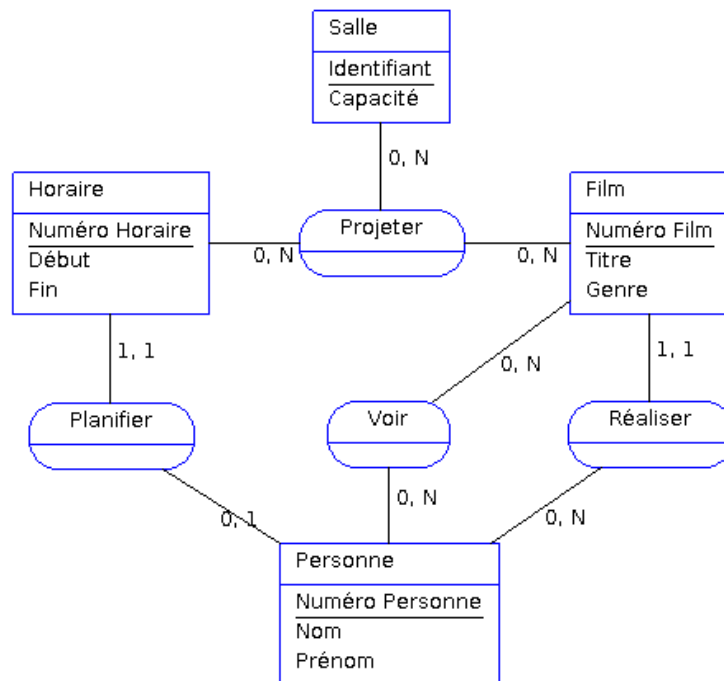 Salle
Identifiant
Capacité
0, N
Horaire
Film
Projeter
Numéro Horaire
Numéro Film
0, N
0, N
Début
Titre
Fin
Genre
1, 1
0, N
1, 1
Planifier
Voir
Réaliser
0, 1
0, N
0, N
Personne
Numéro Personne
Nom
Prénom